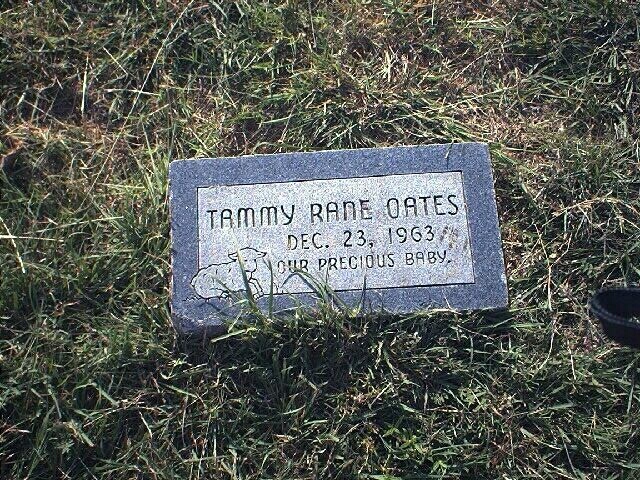 TAMMY RANE OATES
DEC. 23, 1963
OUR PRECIOUS BABY.